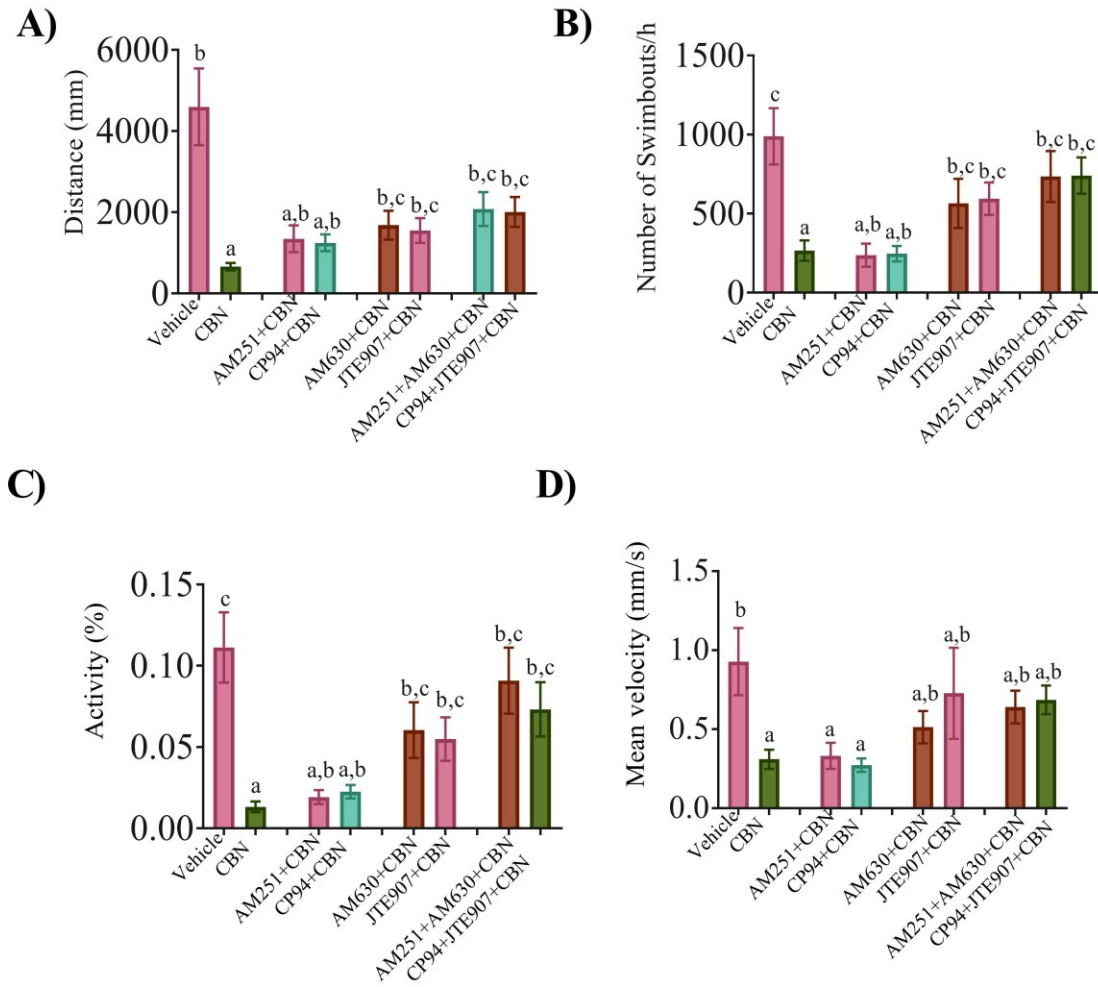 A)
Distance (mm)
6000
4000
2000
0
b
a
a,b
a,b
b,c
b,c
b,c
b,c
Vehicle
CBN
AM251+CBN
CP94+CBN
AM630+CBN
JTE907+CBN
AM251+AM630+CBN
CP94+JTE907+CBN
B)
Number of Swimbouts/h
1500
1000
500
0
c
a
a,b
a,b
b,c
b,c
b,c
b,c
Vehicle
CBN
AM251+CBN
CP94+CBN
AM630+CBN
JTE907+CBN
AM251+AM630+CBN
CP94+JTE907+CBN
C)
Activity (%)
0.15
0.10
0.05
0.00
c
a
a,b
a,b
b,c
b,c
b,c
b,c
Vehicle
CBN
AM251+CBN
CP94+CBN
AM630+CBN
JTE907+CBN
AM251+AM630+CBN
CP94+JTE907+CBN
D)
Mean velocity (mm/s)
1.5
1.0
0.5
0.0
b
a
a
a
a,b
a,b
a,b
a,b
Vehicle
CBN
AM251+CBN
CP94+CBN
AM630+CBN
JTE907+CBN
AM251+AM630+CBN
CP94+JTE907+CBN